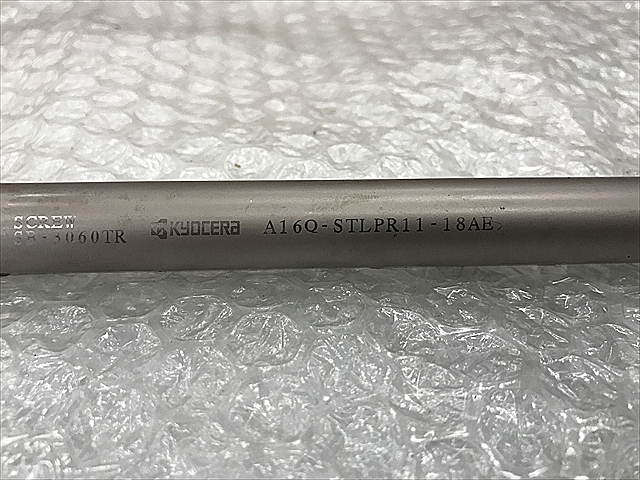 SCREW
SB-3060TR
KYOCERA A16Q-STLPR11-18AE